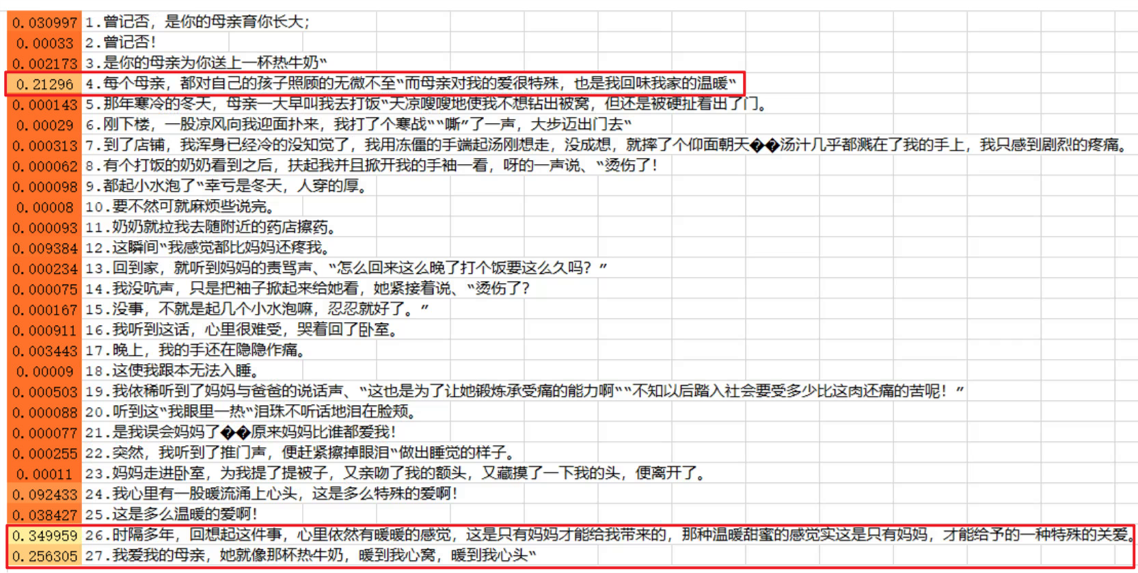 0.030997 1.曾记否，是你的母亲育你长大；
0.00033 2.曾记否！
0.002173 3.是你的母亲为你送上一杯热牛奶“
0.21296 4.每个母亲，都对自己的孩子照顾的无微不至“而母亲对我的爱很特殊，也是我回味我家的温暖“
0.000143 5.那年寒冷的冬天，母亲一大早叫我去打饭“天凉嗖嗖地使我不想钻出被窝，但还是被硬扯着出了门。
0.00029 6.刚下楼，一股凉风向我迎面扑来，我打了个寒战““嘶”了一声，大步迈出门去“
0.000313 7.到了店铺，我浑身已经冷的没知觉了，我用冻僵的手端起汤刚想走，没成想，就摔了个仰面朝天��汤汁几乎都溅在了我的手上，我只感到剧烈的疼痛。
0.000062 8.有个打饭的奶奶看到之后，扶起我并且掀开我的手袖一看，呀的一声说、“烫伤了！
0.000098 9.都起小水泡了“幸亏是冬天，人穿的厚。
0.00008 10.要不然可就麻烦些说完。
0.000093 11.奶奶就拉我去随附近的药店擦药。
0.009384 12.这瞬间“我感觉都比妈妈还疼我。
0.000234 13.回到家，就听到妈妈的责骂声、“怎么回来这么晚了打个饭要这么久吗？”
0.000075 14.我没吭声，只是把袖子掀起来给她看，她紧接着说、“烫伤了？
0.000167 15.没事，不就是起几个小水泡嘛，忍忍就好了。”
0.000911 16.我听到这话，心里很难受，哭着回了卧室。
0.003443 17.晚上，我的手还在隐隐作痛。
0.00009 18.这使我跟本无法入睡。
0.000503 19.我依稀听到了妈妈与爸爸的说话声、“这也是为了让她锻炼承受痛的能力啊““不知以后踏入社会要受多少比这肉还痛的苦呢！”
0.000088 20.听到这“我眼里一热“泪珠不听话地泪在脸颊。
0.000077 21.是我误会妈妈了��原来妈妈比谁都爱我！
0.000255 22.突然，我听到了推门声，便赶紧擦掉眼泪“做出睡觉的样子。
0.00011 23.妈妈走进卧室，为我提了提被子，又亲吻了我的额头，又藏摸了一下我的头，便离开了。
0.092433 24.我心里有一股暖流涌上心头，这是多么特殊的爱啊！
0.038427 25.这是多么温暖的爱啊！
0.349959 26.时隔多年，回想起这件事，心里依然有暖暖的感觉，这是只有妈妈才能给我带来的，那种温暖甜蜜的感觉实这是只有妈妈，才能给予的一种特殊的关爱。
0.256305 27.我爱我的母亲，她就像那杯热牛奶，暖到我心窝，暖到我心头“